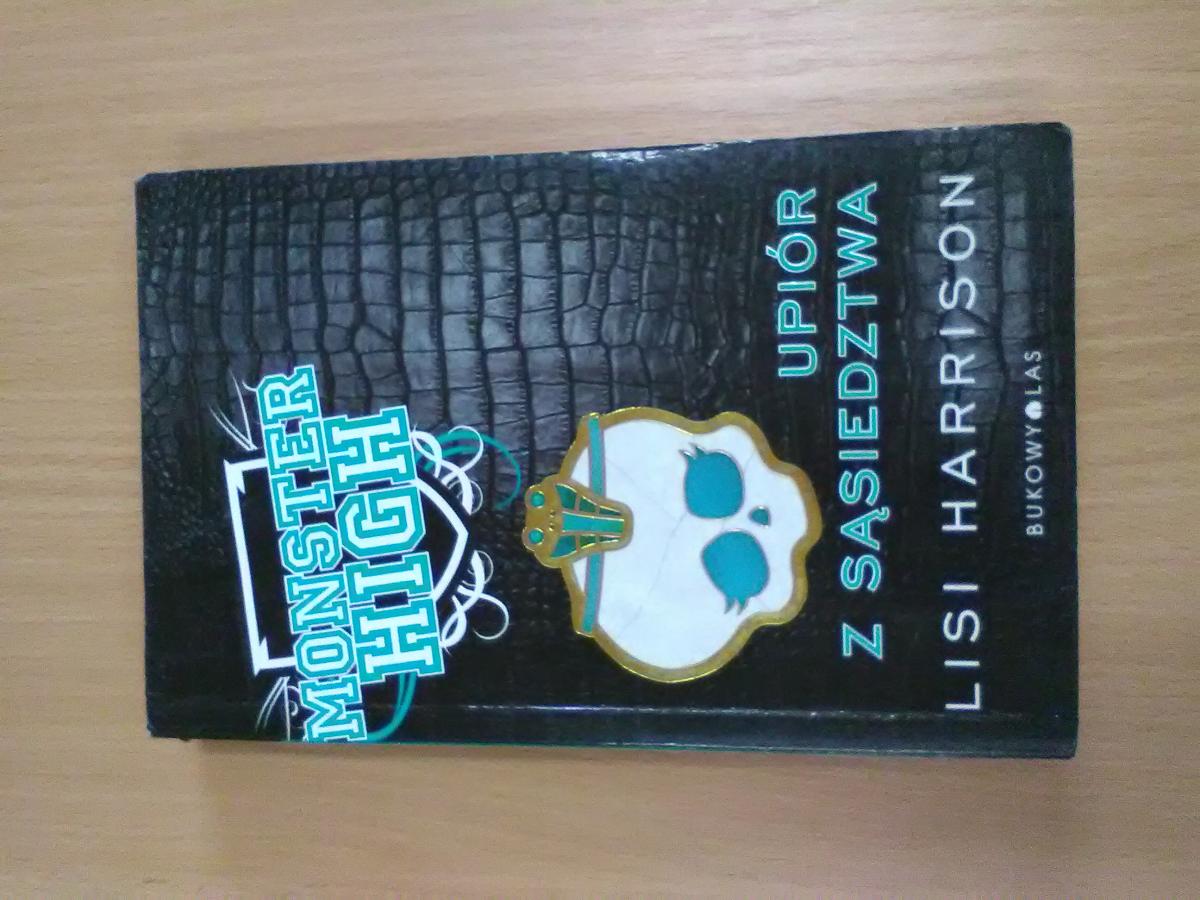 MONSTER
HIGH
UPIÓR
Z SĄSIEDZTWA
LISI HARRISON
BUKOWY LAS